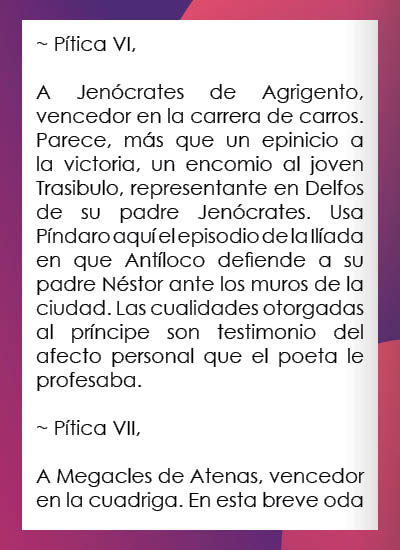 ~ Pítica VI,
A Jenócrates de Agrigento,
vencedor en la carrera de carros.
Parece, más que un epinicio a
la victoria, un encomio al joven
Trasibulo, representante en Delfos
de su padre Jenócrates. Usa
Píndaro aquí el episodio de la Ilíada
en que Antíloco defiende a su
padre Néstor ante los muros de la
ciudad. Las cualidades otorgadas
al príncipe son testimonio del
afecto personal que el poeta le
profesaba.
~ Pítica VII,
A Megacles de Atenas, vencedor
en la cuadriga. En esta breve oda